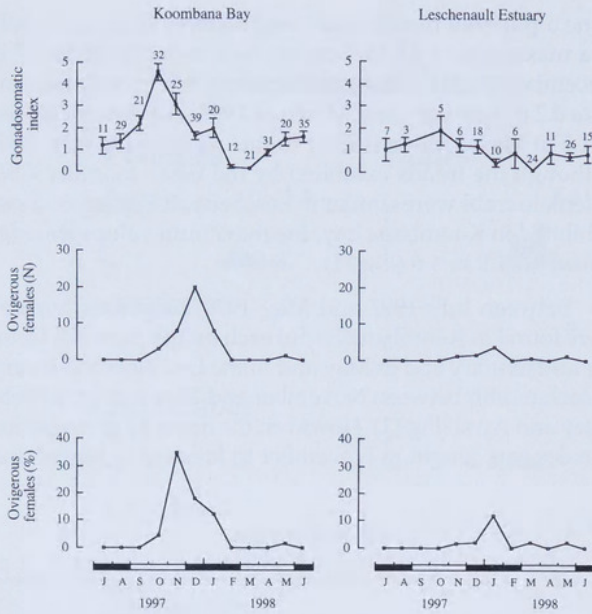 Koombana Bay
Leschenault Estuary
Gonadosomatic
index
5
4
3
2
1
0
11 29 21 32 25 39 20 12 21 31 20 35
5
4
3
2
1
0
7 3 5 6 18 10 6 24 11 26 15
Ovigerous
females (N)
30
20
10
0
30
20
10
0
Ovigerous
females (%)
40
30
20
10
0
40
30
20
10
0
J A S O N D J F M A M J
1997 1998
J A S O N D J F M A M J
1997 1998